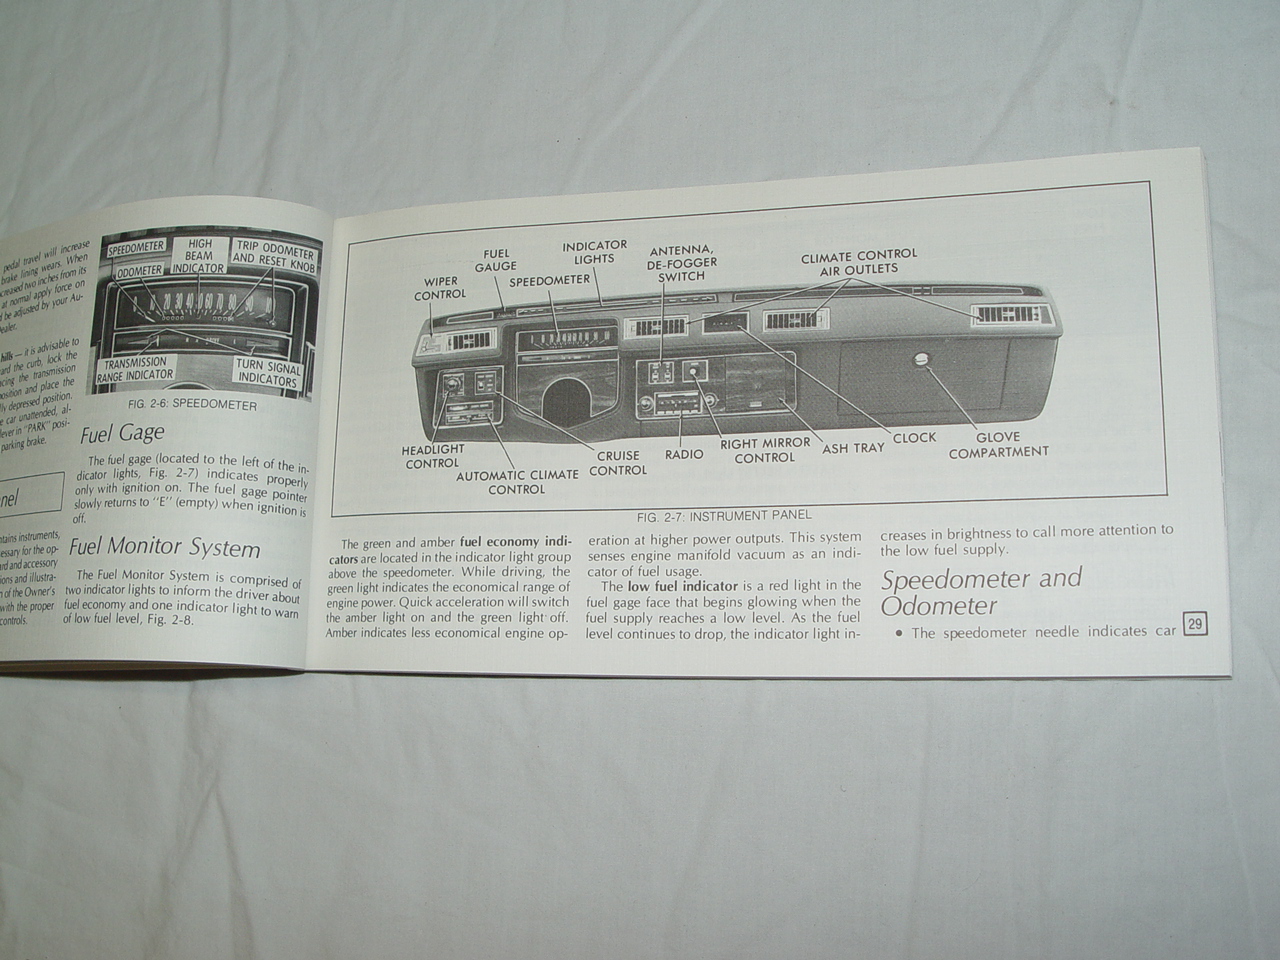 pedal travel will increase
brake lining wears. When
creased two inches from its
at normal apply force on
d be adjusted by your Au-
ealer.
hills — it is advisable to
ard the curb, lock the
cing the transmission
osition and place the
ly depressed position.
e car unattended, al-
lever in "PARK" posi-
parking brake.
nel
ntains instruments,
essary for the op-
rd and accessory
ions and illustra-
n of the Owner's
with the proper
controls.
SPEEDOMETER
HIGH
BEAM
INDICATOR
TRIP ODOMETER
AND RESET KNOB
ODOMETER
TRANSMISSION
RANGE INDICATOR
TURN SIGNAL
INDICATORS
FIG. 2-6: SPEEDOMETER
Fuel Gage
The fuel gage (located to the left of the in-
dicator lights, Fig. 2-7) indicates properly
only with ignition on. The fuel gage pointer
slowly returns to "E" (empty) when ignition is
off.
Fuel Monitor System
The Fuel Monitor System is comprised of
two indicator lights to inform the driver about
fuel economy and one indicator light to warn
of low fuel level, Fig. 2-8.
WIPER
CONTROL
FUEL
GAUGE
SPEEDOMETER
INDICATOR
LIGHTS
ANTENNA,
DE-FOGGER
SWITCH
CLIMATE CONTROL
AIR OUTLETS
HEADLIGHT
CONTROL
AUTOMATIC CLIMATE
CONTROL
CRUISE
CONTROL
RADIO
RIGHT MIRROR
CONTROL
ASH TRAY
CLOCK
GLOVE
COMPARTMENT
FIG. 2-7: INSTRUMENT PANEL
The green and amber fuel economy indi-
cators are located in the indicator light group
above the speedometer. While driving, the
green light indicates the economical range of
engine power. Quick acceleration will switch
the amber light on and the green light off.
Amber indicates less economical engine op-
eration at higher power outputs. This system
senses engine manifold vacuum as an indi-
cator of fuel usage.
The low fuel indicator is a red light in the
fuel gage face that begins glowing when the
fuel supply reaches a low level. As the fuel
level continues to drop, the indicator light in-
creases in brightness to call more attention to
the low fuel supply.
Speedometer and
Odometer
• The speedometer needle indicates car
29